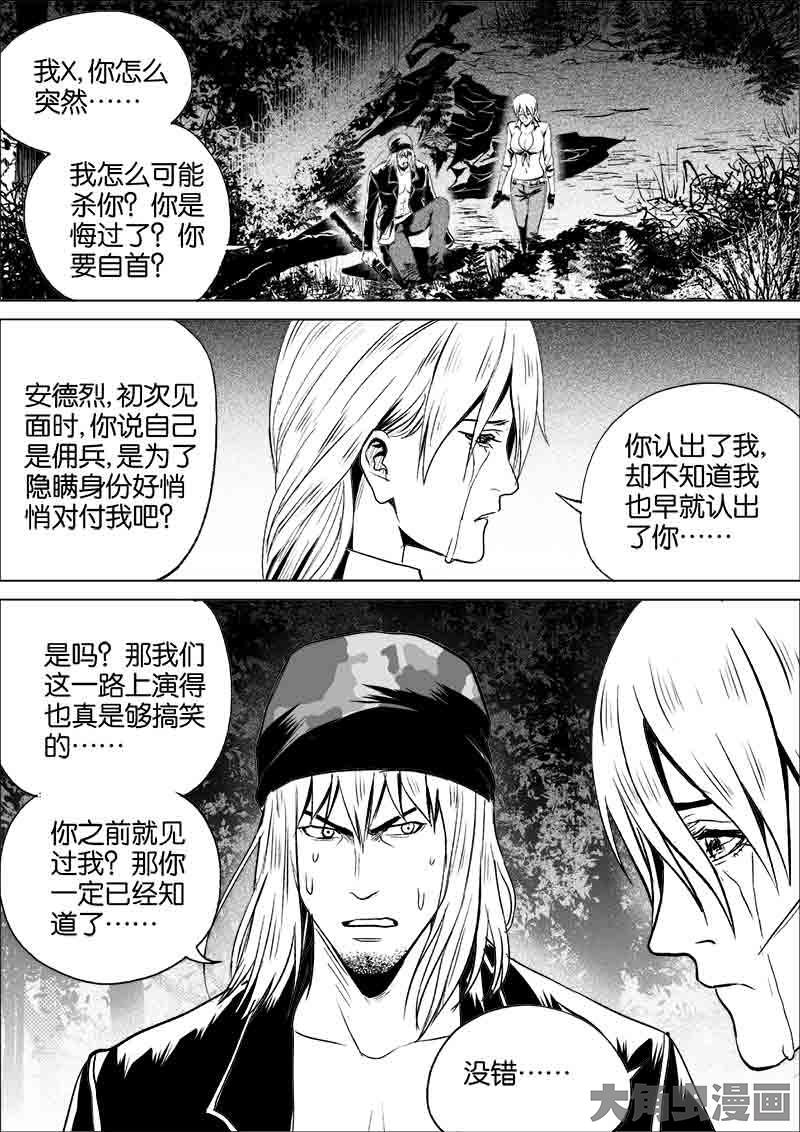 我X,你怎么
突然……
我怎么可能
杀你？你是
悔过了？你
要自首？
安德烈,初次见
面时,你说自己
是佣兵,是为了
隐瞒身份好悄
悄对付我吧？
你认出了我,
却不知道我
也早就认出
了你……
是吗？那我们
这一路上演得
也真是够搞笑
的……
你之前就见
过我？那你
一定已经知
道了……
没错……
大角虫漫画